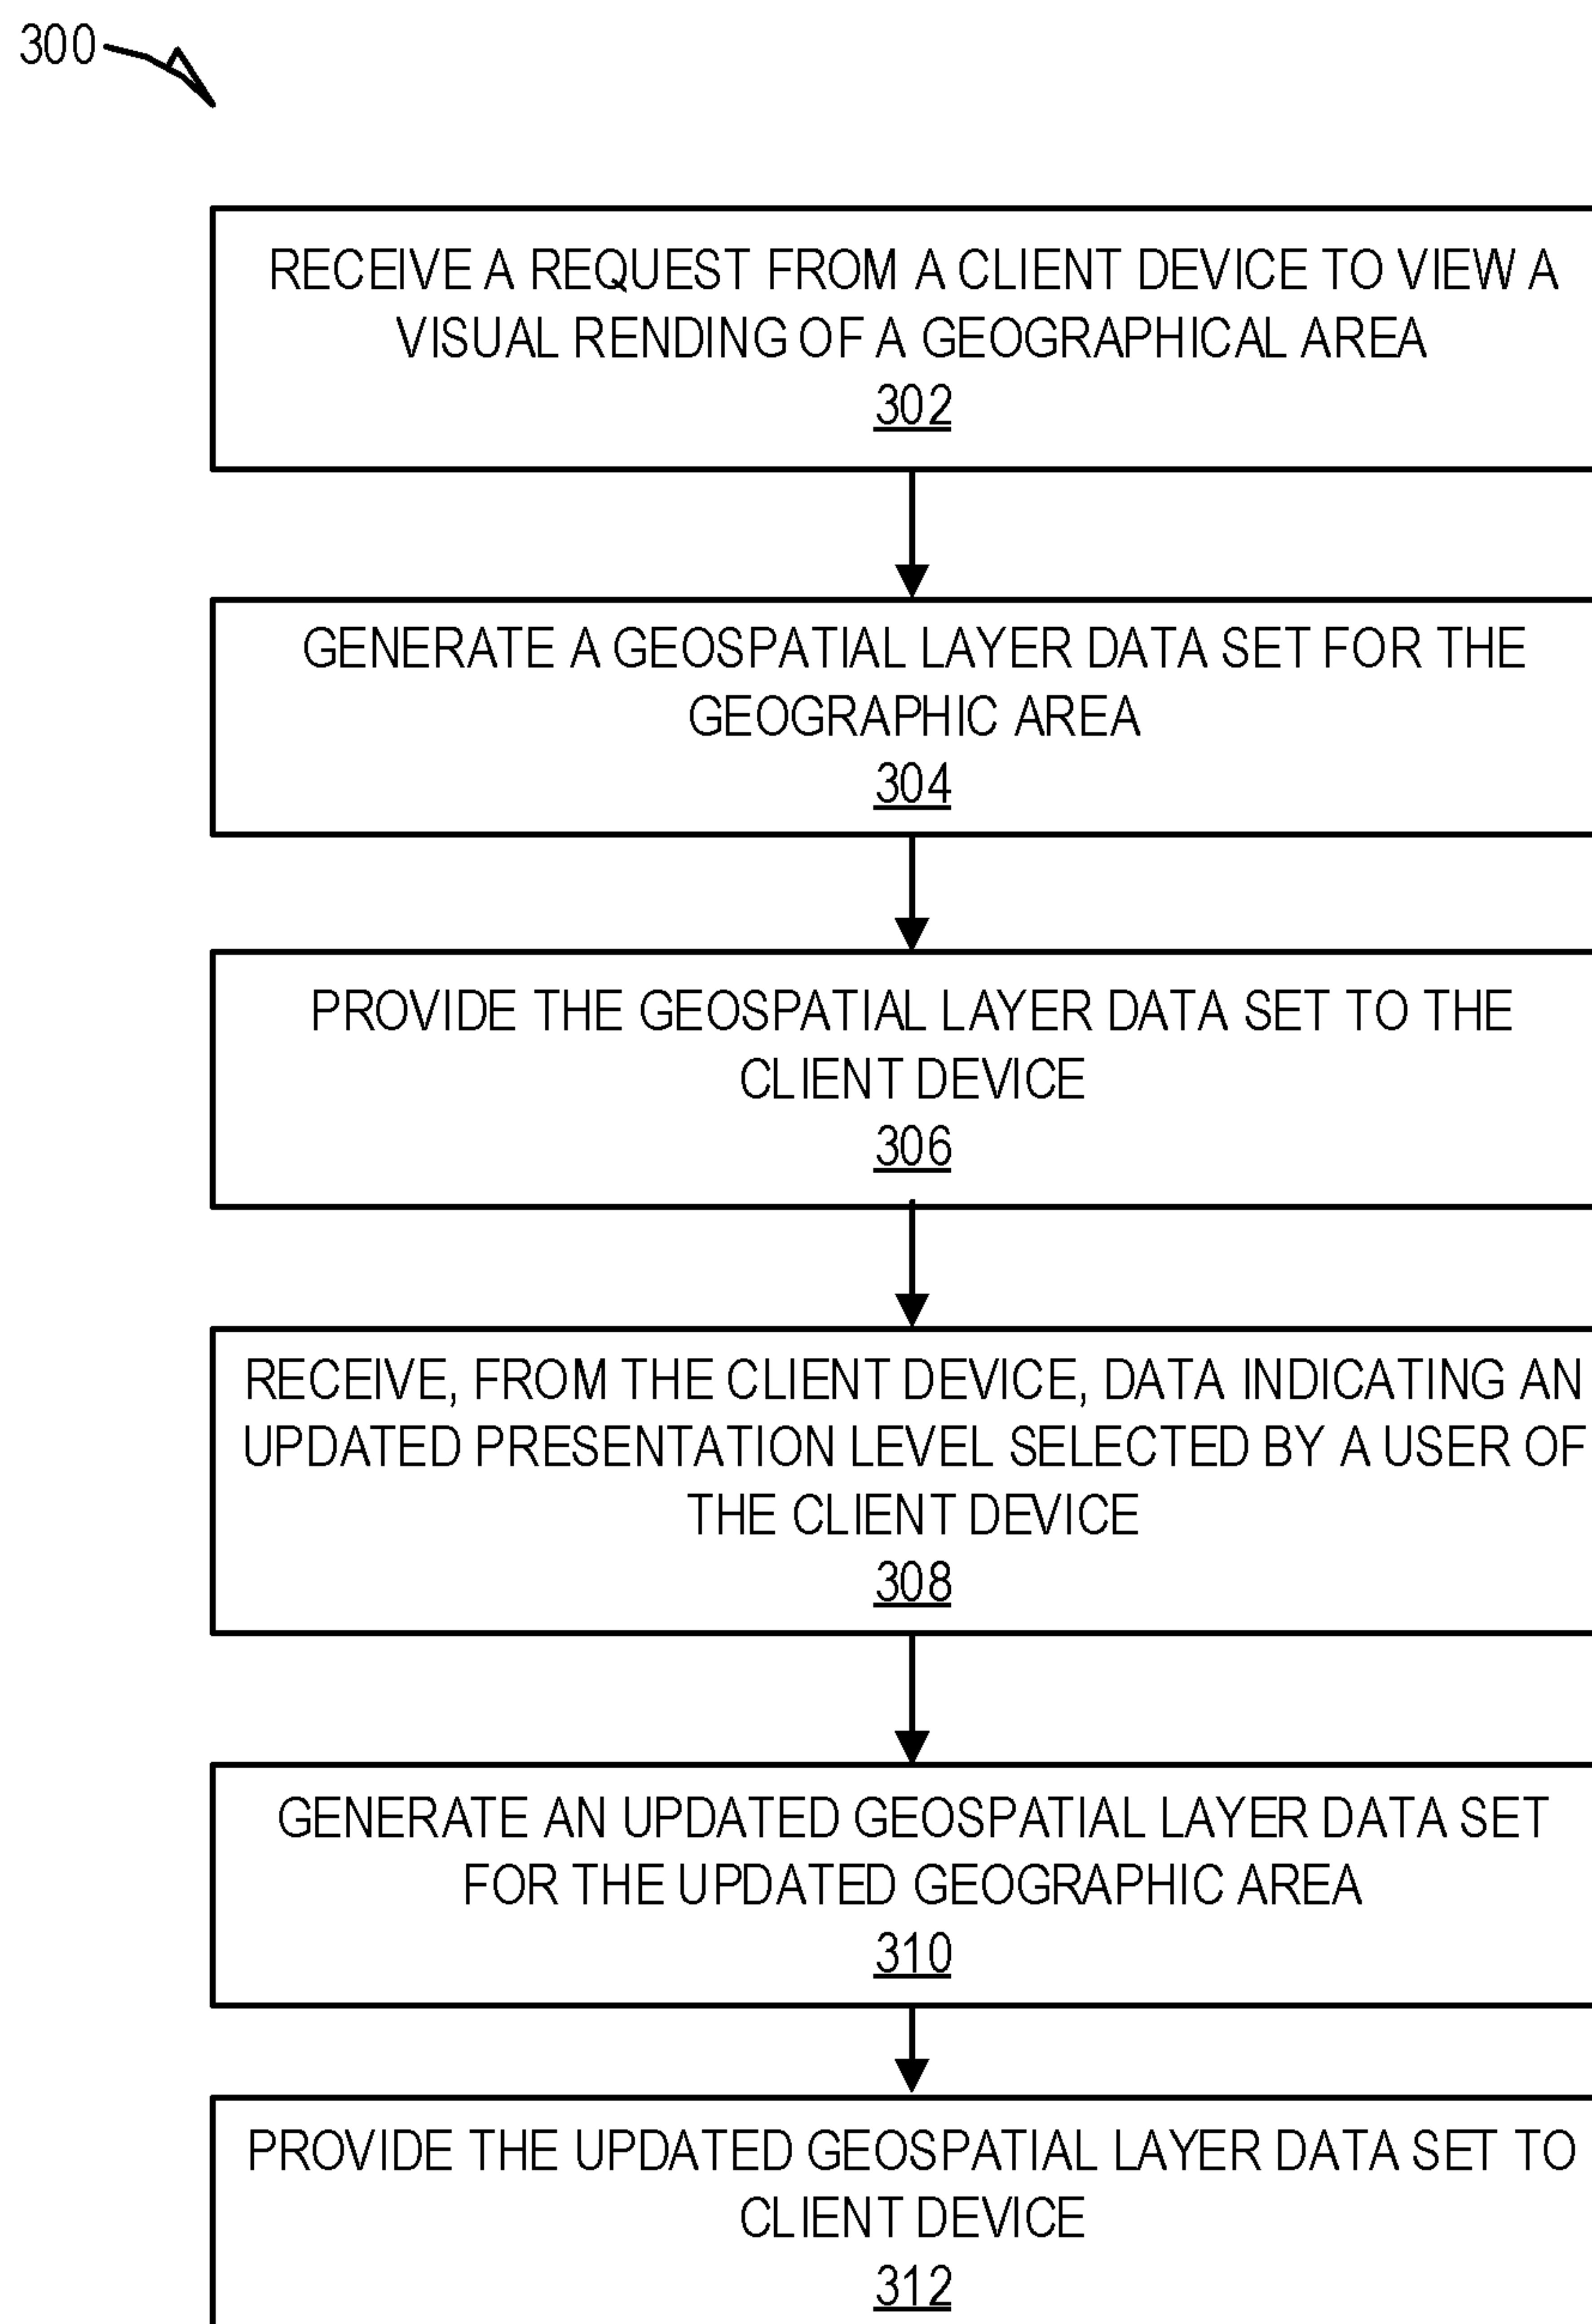 300
RECEIVE A REQUEST FROM A CLIENT DEVICE TO VIEW A
VISUAL RENDING OF A GEOGRAPHICAL AREA
302
GENERATE A GEOSPATIAL LAYER DATA SET FOR THE
GEOGRAPHIC AREA
304
PROVIDE THE GEOSPATIAL LAYER DATA SET TO THE
CLIENT DEVICE
306
RECEIVE, FROM THE CLIENT DEVICE, DATA INDICATING AN
UPDATED PRESENTATION LEVEL SELECTED BY A USER OF
THE CLIENT DEVICE
308
GENERATE AN UPDATED GEOSPATIAL LAYER DATA SET
FOR THE UPDATED GEOGRAPHIC AREA
310
PROVIDE THE UPDATED GEOSPATIAL LAYER DATA SET TO
CLIENT DEVICE
312